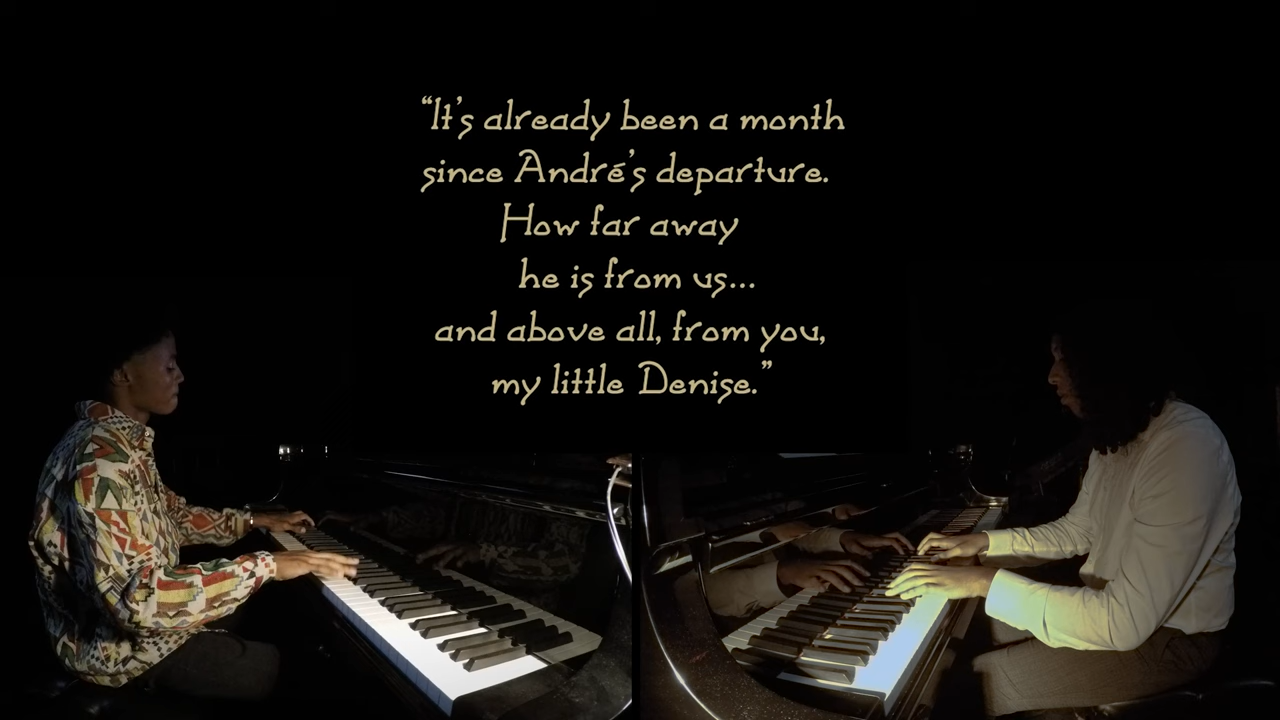 “It’s already been a month
since André’s departure.
How far away
he is from us...
and above all, from you,
my little Denise.”